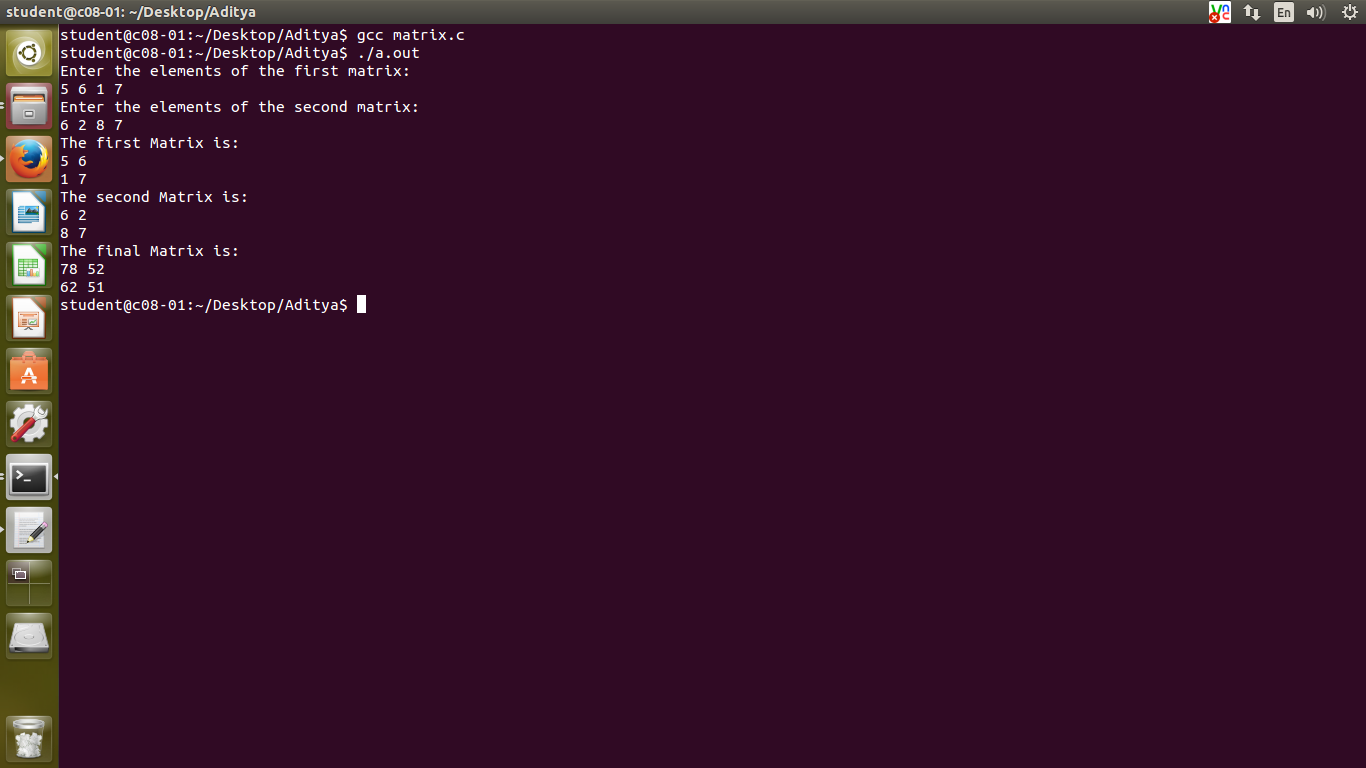 student@c08-01: ~/Desktop/Aditya
En
student@c08-01:~/Desktop/Aditya$ gcc matrix.c
student@c08-01:~/Desktop/Aditya$ ./a.out
Enter the elements of the first matrix:
5 6 1 7
Enter the elements of the second matrix:
6 2 8 7
The first Matrix is:
5 6
1 7
The second Matrix is:
6 2
8 7
The final Matrix is:
78 52
62 51
student@c08-01:~/Desktop/Aditya$